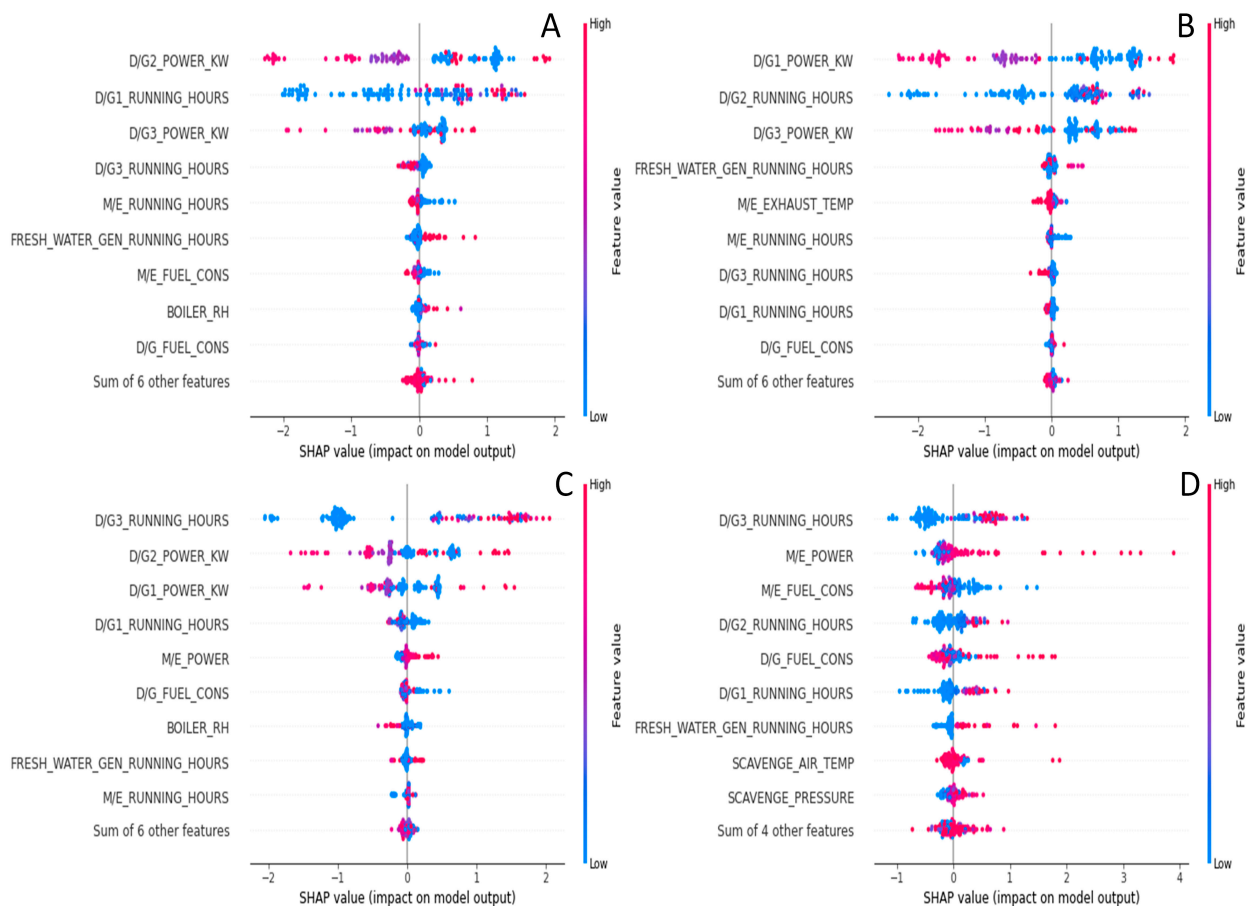 A
High
D/G2_POWER_KW
D/G1_RUNNING_HOURS
D/G3_POWER_KW
D/G3_RUNNING_HOURS
M/E_RUNNING_HOURS
FRESH_WATER_GEN_RUNNING_HOURS
M/E_FUEL_CONS
BOILER_RH
D/G_FUEL_CONS
Sum of 6 other features
Feature value
Low
−2 −1 0 1 2
SHAP value (impact on model output)
B
High
D/G1_POWER_KW
D/G2_RUNNING_HOURS
D/G3_POWER_KW
FRESH_WATER_GEN_RUNNING_HOURS
M/E_EXHAUST_TEMP
M/E_RUNNING_HOURS
D/G3_RUNNING_HOURS
D/G1_RUNNING_HOURS
D/G_FUEL_CONS
Sum of 6 other features
Feature value
Low
−2 −1 0 1 2
SHAP value (impact on model output)
C
High
D/G3_RUNNING_HOURS
D/G2_POWER_KW
D/G1_POWER_KW
D/G1_RUNNING_HOURS
M/E_POWER
D/G_FUEL_CONS
BOILER_RH
FRESH_WATER_GEN_RUNNING_HOURS
M/E_RUNNING_HOURS
Sum of 6 other features
Feature value
Low
−2 −1 0 1 2
SHAP value (impact on model output)
D
High
D/G3_RUNNING_HOURS
M/E_POWER
M/E_FUEL_CONS
D/G2_RUNNING_HOURS
D/G_FUEL_CONS
D/G1_RUNNING_HOURS
FRESH_WATER_GEN_RUNNING_HOURS
SCAVENGE_AIR_TEMP
SCAVENGE_PRESSURE
Sum of 4 other features
Feature value
Low
−1 0 1 2 3 4
SHAP value (impact on model output)